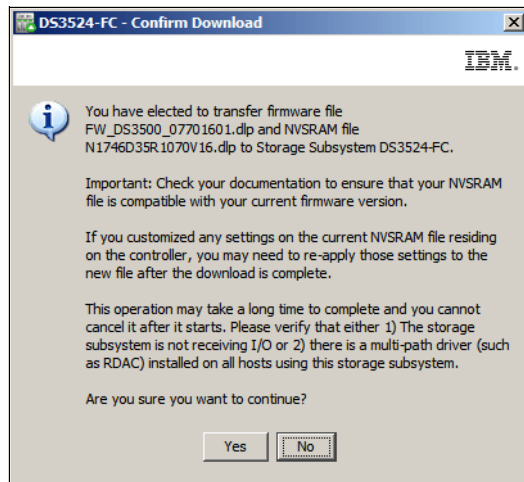 DS3524-FC - Confirm Download
IBM.
You have elected to transfer firmware file
FW_DS3500_07701601.dlp and NVSRAM file
N1746D35R1070V16.dlp to Storage Subsystem DS3524-FC.
Important: Check your documentation to ensure that your NVSRAM
file is compatible with your current firmware version.
If you customized any settings on the current NVSRAM file residing
on the controller, you may need to re-apply those settings to the
new file after the download is complete.
This operation may take a long time to complete and you cannot
cancel it after it starts. Please verify that either 1) The storage
subsystem is not receiving I/O or 2) there is a multi-path driver (such
as RDAC) installed on all hosts using this storage subsystem.
Are you sure you want to continue?
Yes No